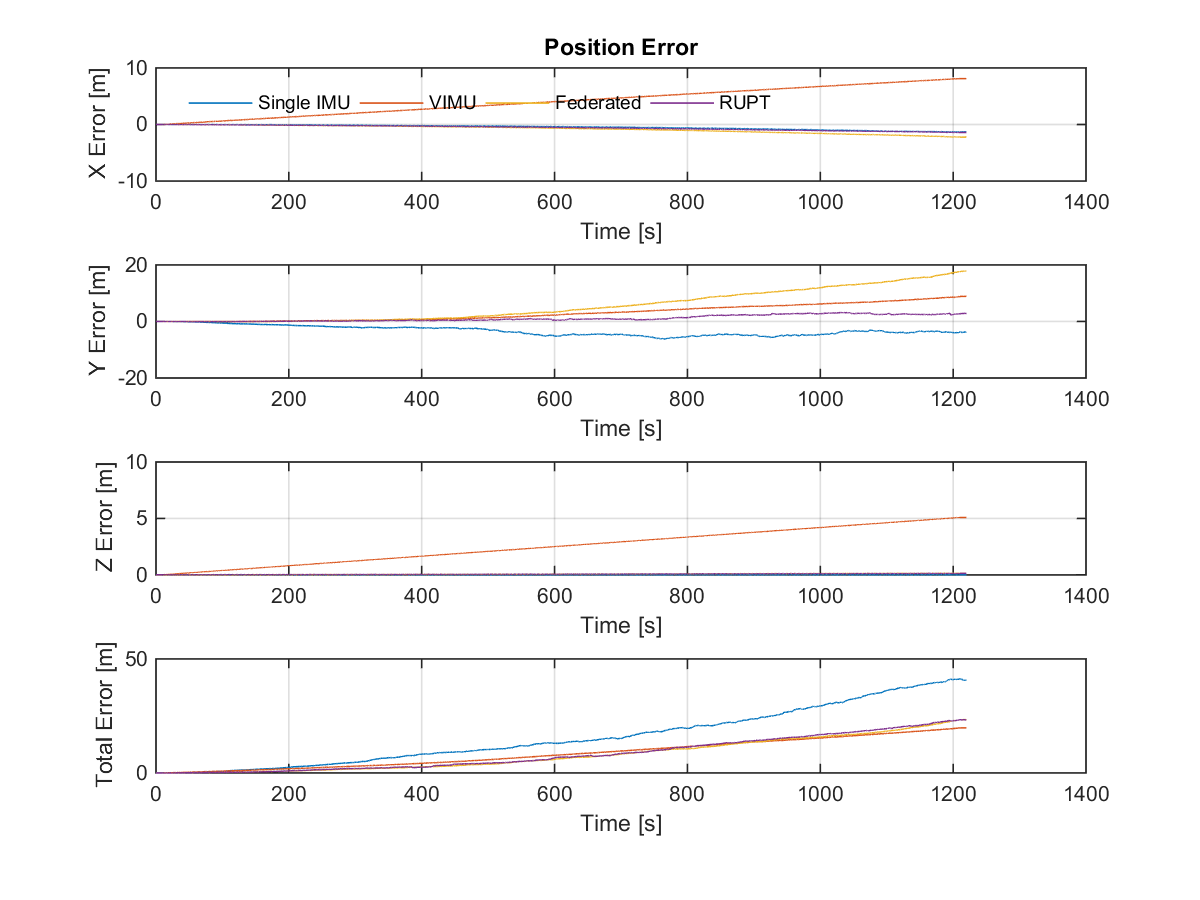 Position Error
X Error [m]
10
0
-10
Single IMU VIMU Federated RUPT
0 200 400 600 800 1000 1200 1400
Time [s]
Y Error [m]
20
0
-20
0 200 400 600 800 1000 1200 1400
Time [s]
Z Error [m]
10
5
0
0 200 400 600 800 1000 1200 1400
Time [s]
Total Error [m]
50
0
0 200 400 600 800 1000 1200 1400
Time [s]